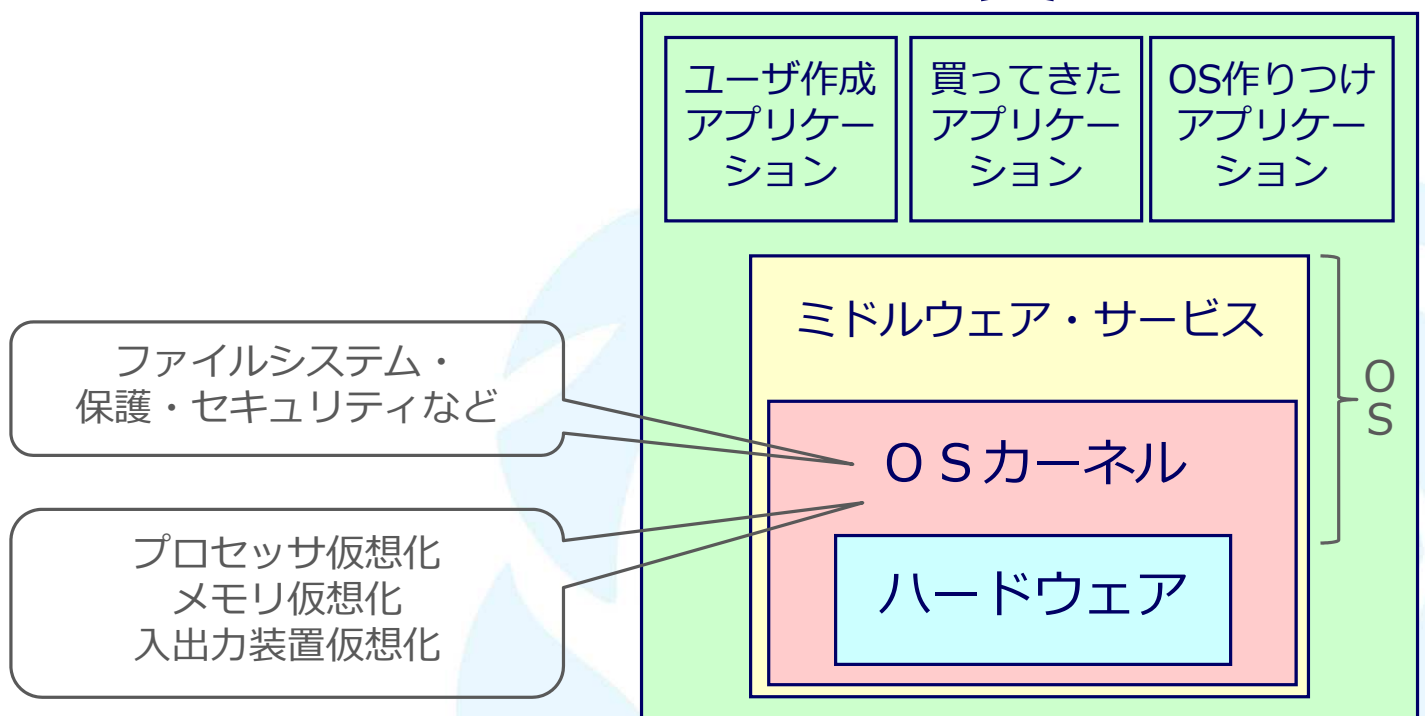 ユーザ作成
アプリケー
ション
買ってきた
アプリケー
ション
OS作りつけ
アプリケー
ション
ミドルウェア・サービス
ＯＳカーネル
ハードウェア
O
S
ファイルシステム・
保護・セキュリティなど
プロセッサ仮想化
メモリ仮想化
入出力装置仮想化